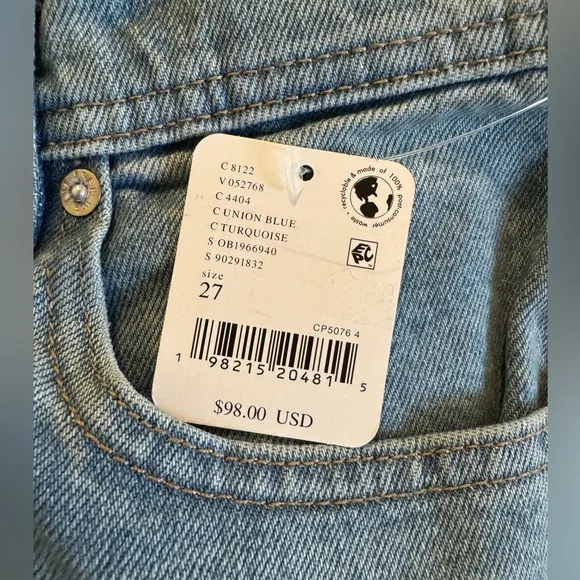 C 8122
V 052768
C 4404
C UNION BLUE
C TURQUOISE
S OB1966940
S 90291832
size
27
recyclable & made of 100% post-consumer waste
CP5076 4
1 98215 20481 5
$98.00 USD